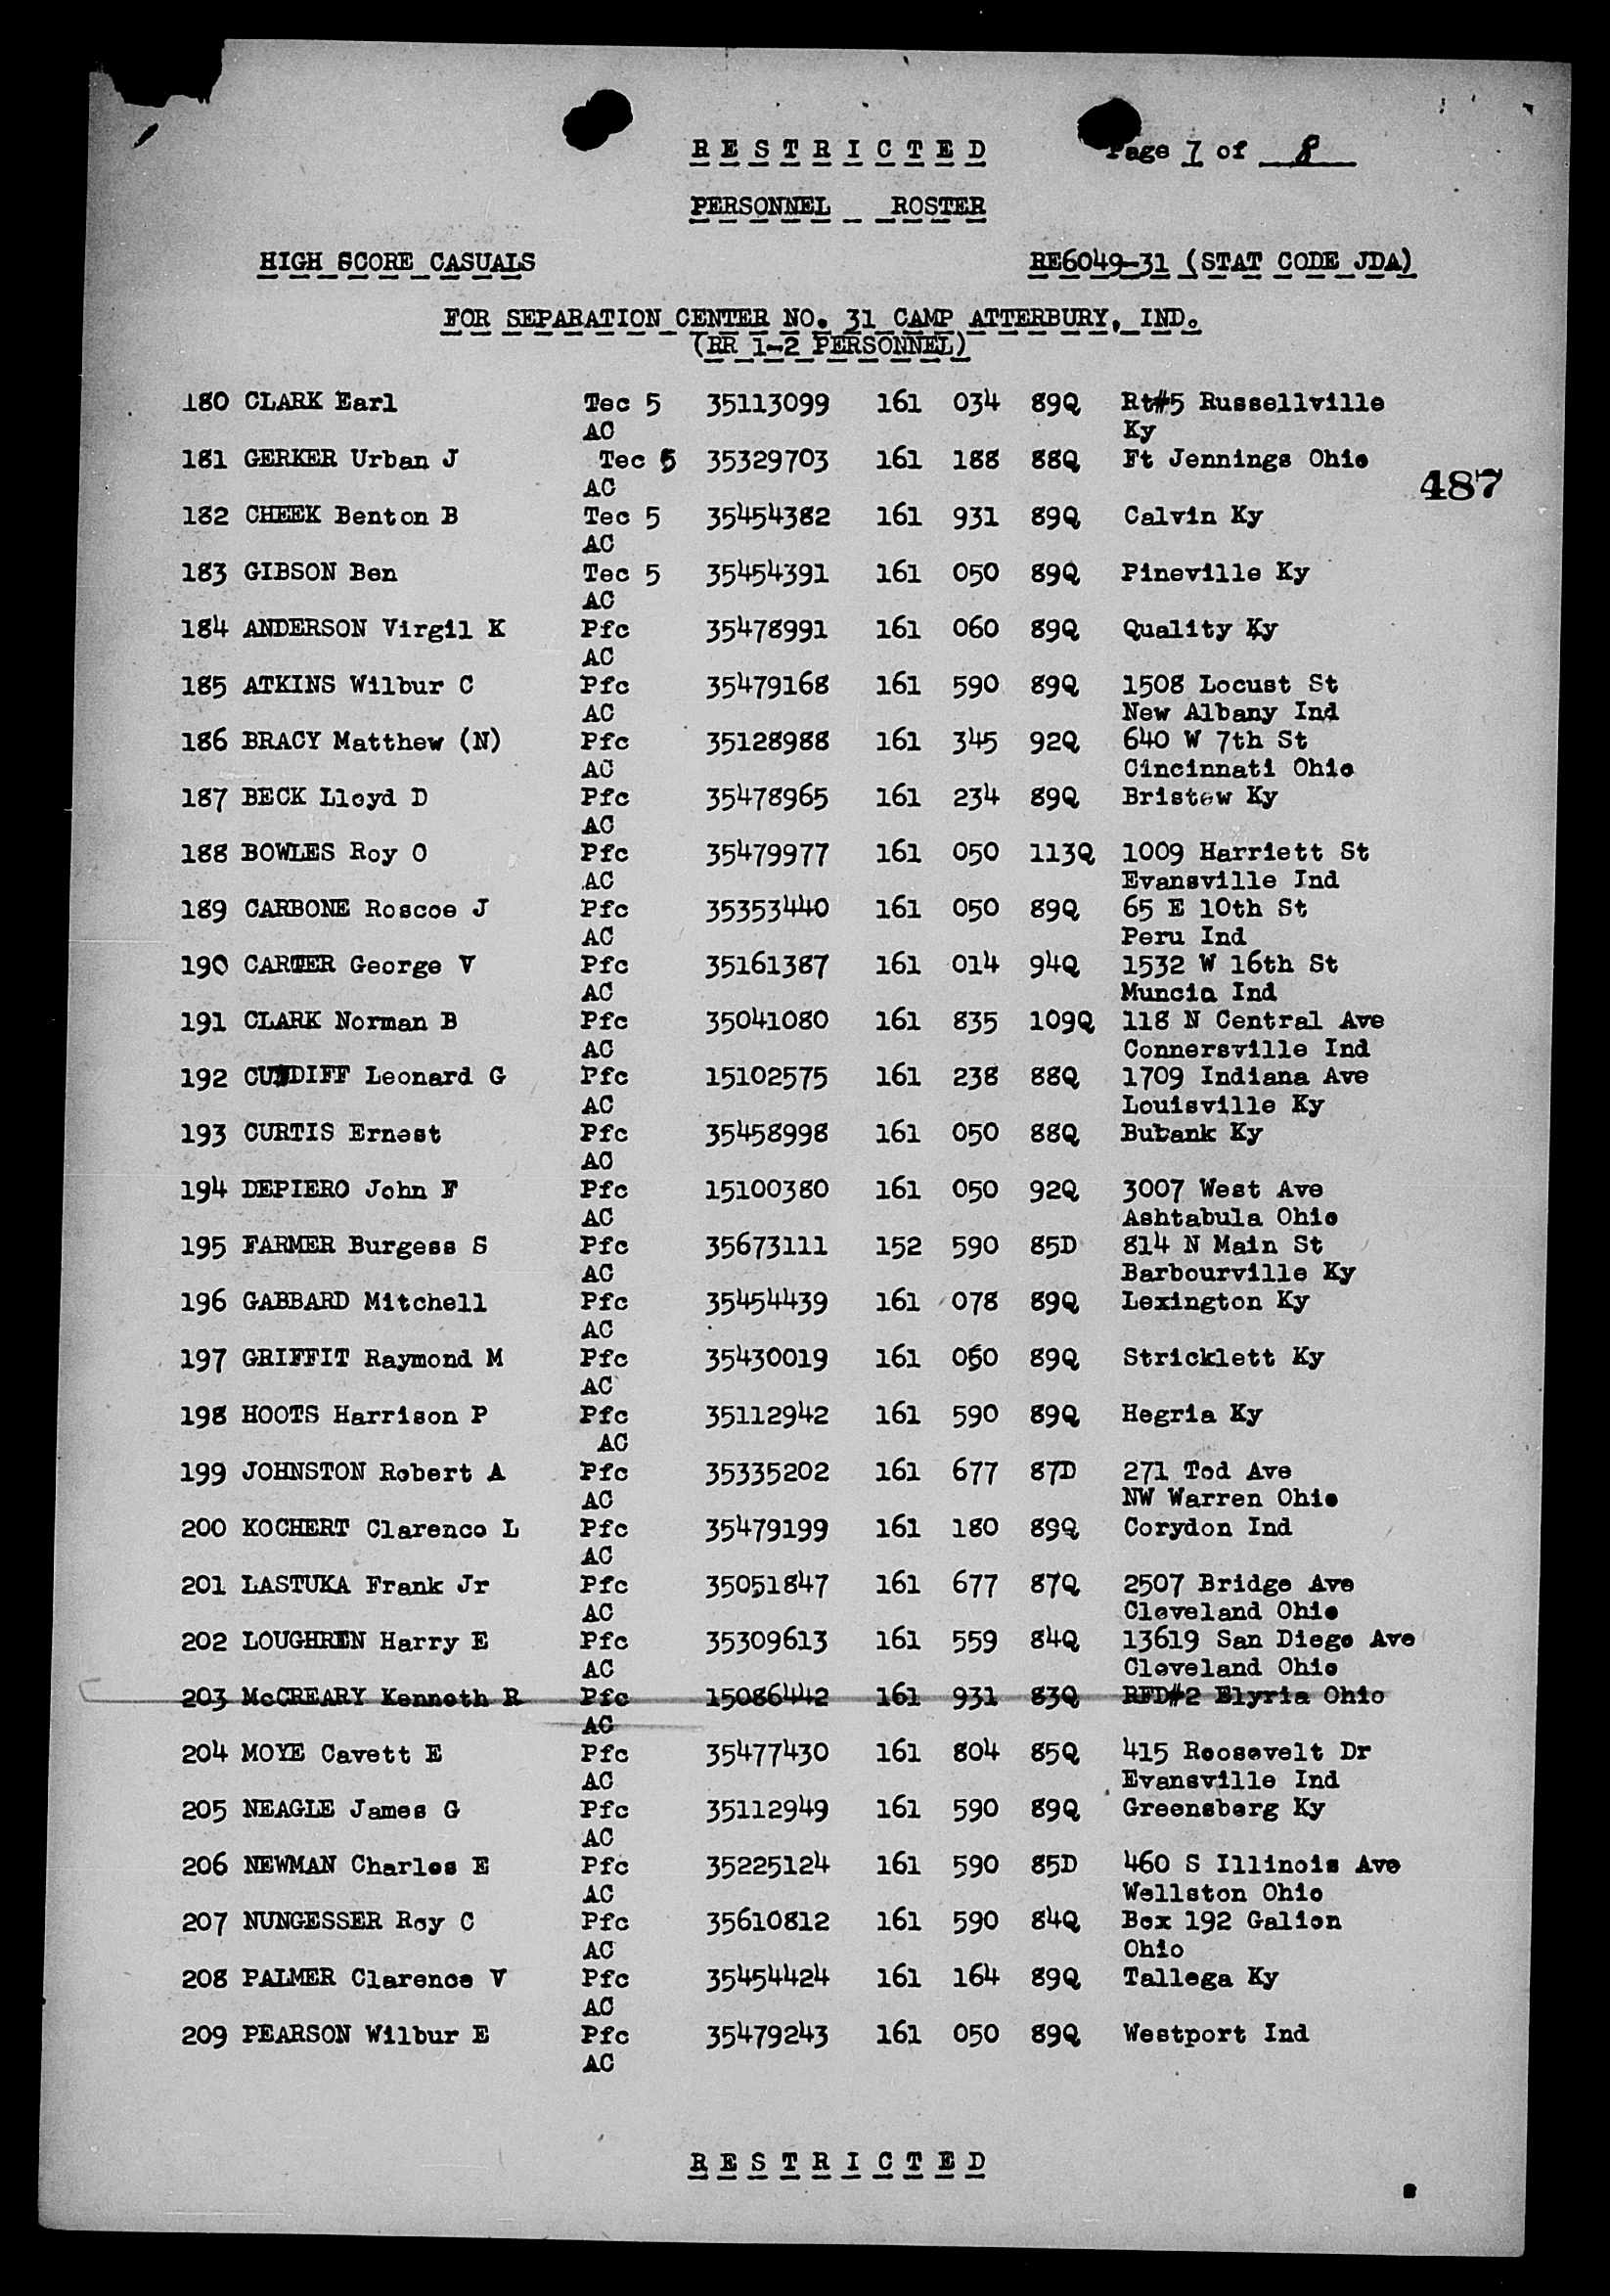 RESTRICTED Page 7 of 8
PERSONNEL ROSTER
HIGH SCORE CASUALS RE6049-31 (STAT CODE JDA)
FOR SEPARATION CENTER NO. 31 CAMP ATTERBURY, IND.
(RR 1-2 PERSONNEL)
180 CLARK Earl Tec 5 35113099 161 034 89Q Rt#5 Russellville
AC Ky
181 GERKER Urban J Tec 5 35329703 161 188 88Q Ft Jennings Ohio
AC 487
182 CHEEK Benton B Tec 5 35454382 161 931 89Q Calvin Ky
AC
183 GIBSON Ben Tec 5 35454391 161 050 89Q Pineville Ky
AC
184 ANDERSON Virgil K Pfc 35478991 161 060 89Q Quality Ky
AC
185 ATKINS Wilbur C Pfc 35479168 161 590 89Q 1508 Locust St
AC New Albany Ind
186 BRACY Matthew (N) Pfc 35128988 161 345 92Q 640 W 7th St
AC Cincinnati Ohio
187 BECK Lloyd D Pfc 35478965 161 234 89Q Bristow Ky
AC
188 BOWLES Roy O Pfc 35479977 161 050 113Q 1009 Harriett St
AC Evansville Ind
189 CARBONE Roscoe J Pfc 35353440 161 050 89Q 65 E 10th St
AC Peru Ind
190 CARTER George V Pfc 35161387 161 014 94Q 1532 W 16th St
AC Muncia Ind
191 CLARK Norman B Pfc 35041080 161 835 109Q 118 N Central Ave
AC Connersville Ind
192 CUNDIFF Leonard G Pfc 15102575 161 238 88Q 1709 Indiana Ave
AC Louisville Ky
193 CURTIS Ernest Pfc 35458998 161 050 88Q Bubank Ky
AC
194 DEPIERO John F Pfc 15100380 161 050 92Q 3007 West Ave
AC Ashtabula Ohio
195 FARMER Burgess S Pfc 35673111 152 590 85D 814 N Main St
AC Barbourville Ky
196 GABBARD Mitchell Pfc 35454439 161 078 89Q Lexington Ky
AC
197 GRIFFIT Raymond M Pfc 35430019 161 060 89Q Stricklett Ky
AC
198 HOOTS Harrison P Pfc 35112942 161 590 89Q Hegria Ky
AC
199 JOHNSTON Robert A Pfc 35335202 161 677 87D 271 Tod Ave
AC NW Warren Ohio
200 KOCHERT Clarence L Pfc 35479199 161 180 89Q Corydon Ind
AC
201 LASTUKA Frank Jr Pfc 35051847 161 677 87Q 2507 Bridge Ave
AC Cleveland Ohio
202 LOUGHREN Harry E Pfc 35309613 161 559 84Q 13619 San Diego Ave
AC Cleveland Ohio
203 McCREARY Kenneth R Pfc 15086442 161 931 83Q RFD#2 Elyria Ohio
AC
204 MOYE Cavett E Pfc 35477430 161 804 85Q 415 Roosevelt Dr
AC Evansville Ind
205 NEAGLE James G Pfc 35112949 161 590 89Q Greensberg Ky
AC
206 NEWMAN Charles E Pfc 35225124 161 590 85D 460 S Illinois Ave
AC Wellston Ohio
207 NUNGESSER Roy C Pfc 35610812 161 590 84Q Box 192 Galion
AC Ohio
208 PALMER Clarence V Pfc 35454424 161 164 89Q Tallega Ky
AC
209 PEARSON Wilbur E Pfc 35479243 161 050 89Q Westport Ind
AC
RESTRICTED